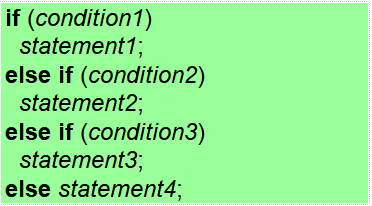 if (condition1)
statement1;
else if (condition2)
statement2;
else if (condition3)
statement3;
else statement4;